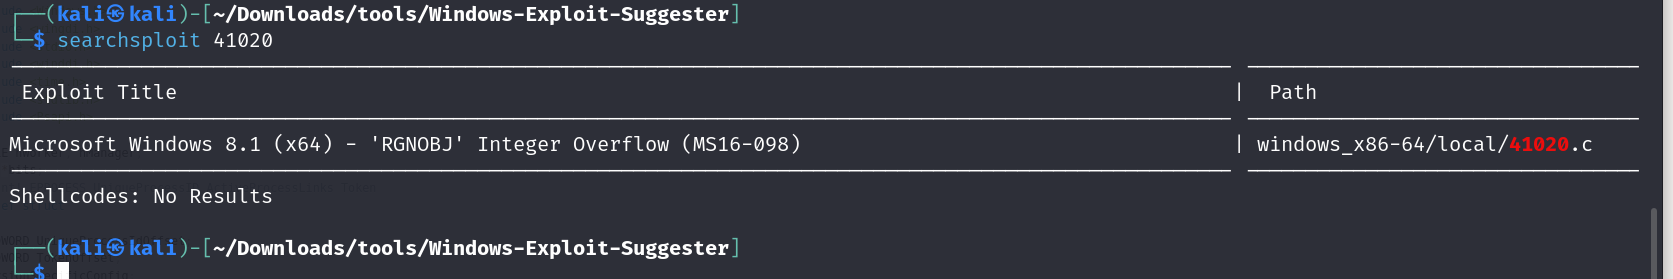 ┌──(kali㉿kali)-[~/Downloads/tools/Windows-Exploit-Suggester]
└─$ searchsploit 41020
Exploit Title | Path
Microsoft Windows 8.1 (x64) - 'RGNOBJ' Integer Overflow (MS16-098) | windows_x86-64/local/41020.c
Shellcodes: No Results
┌──(kali㉿kali)-[~/Downloads/tools/Windows-Exploit-Suggester]
└─$